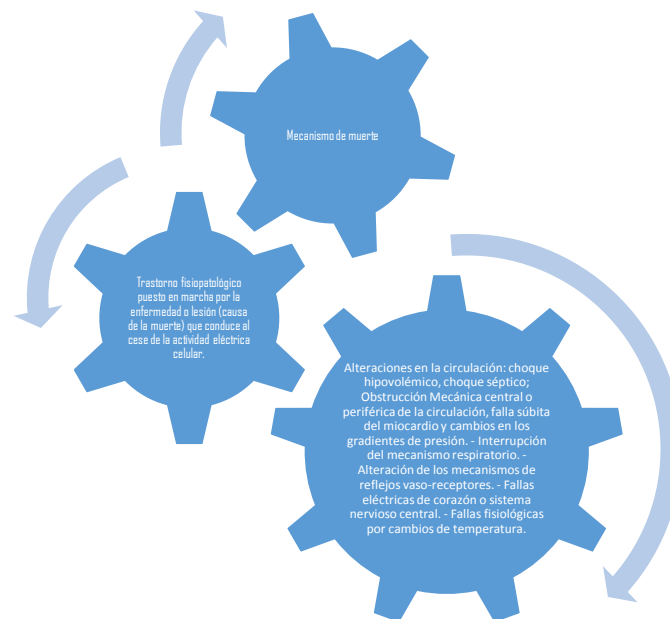 Mecanismo de muerte
Trastorno fisiopatológico
puesto en marcha por la
enfermedad o lesión (causa
de la muerte) que conduce al
cese de la actividad eléctrica
celular.
Alteraciones en la circulación: choque
hipovolémico, choque séptico;
Obstrucción Mecánica central o
periférica de la circulación, falla súbita
del miocardio y cambios en los
gradientes de presión. - Interrupción
del mecanismo respiratorio. -
Alteración de los mecanismos de
reflejos vaso-receptores. - Fallas
eléctricas de corazón o sistema
nervioso central. - Fallas fisiológicas
por cambios de temperatura.